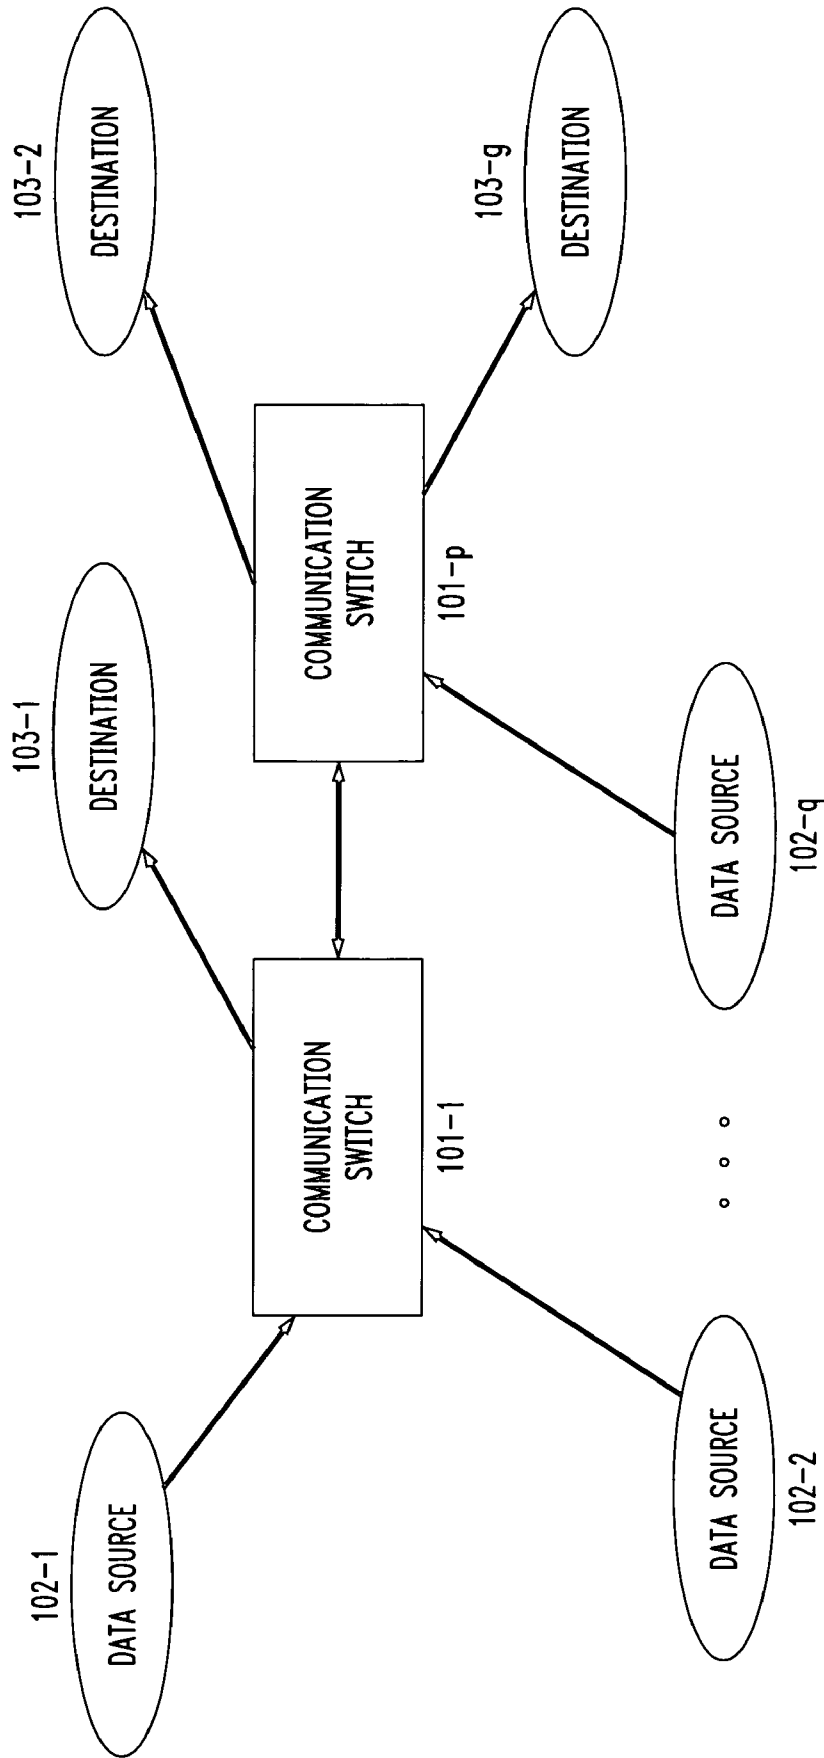 102-1
DATA SOURCE
103-1
DESTINATION
103-2
DESTINATION
COMMUNICATION
SWITCH
101-1
COMMUNICATION
SWITCH
101-p
103-g
DESTINATION
DATA SOURCE
102-2
DATA SOURCE
102-q